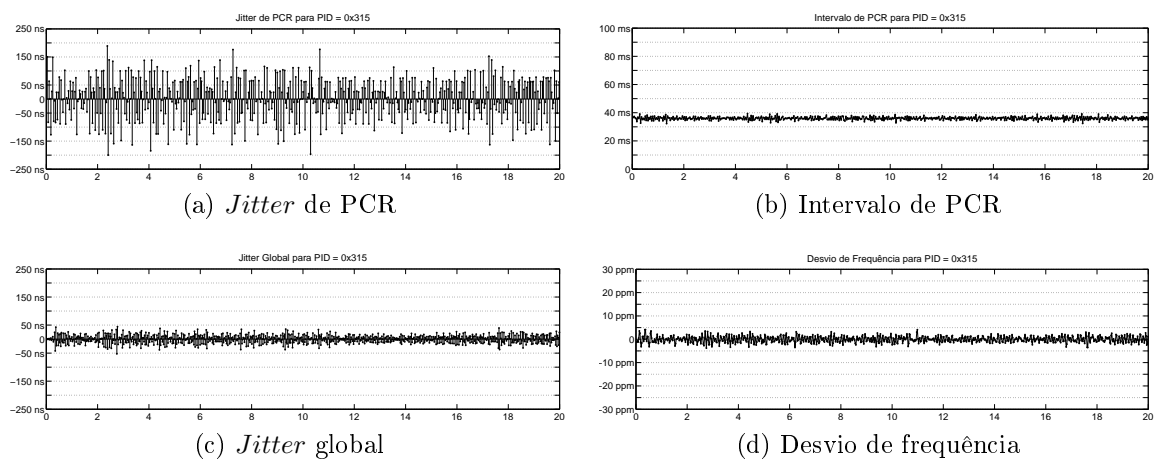 Jitter de PCR para PID = 0x315
250 ns
150 ns
50 ns
0
−50 ns
−150 ns
−250 ns
0 2 4 6 8 10 12 14 16 18 20
(a) Jitter de PCR
Intervalo de PCR para PID = 0x315
100 ms
80 ms
60 ms
40 ms
20 ms
0
0 2 4 6 8 10 12 14 16 18 20
(b) Intervalo de PCR
Jitter Global para PID = 0x315
250 ns
150 ns
50 ns
0
−50 ns
−150 ns
−250 ns
0 2 4 6 8 10 12 14 16 18 20
(c) Jitter global
Desvio de Frequência para PID = 0x315
30 ppm
20 ppm
10 ppm
0
-10 ppm
-20 ppm
-30 ppm
0 2 4 6 8 10 12 14 16 18 20
(d) Desvio de frequência